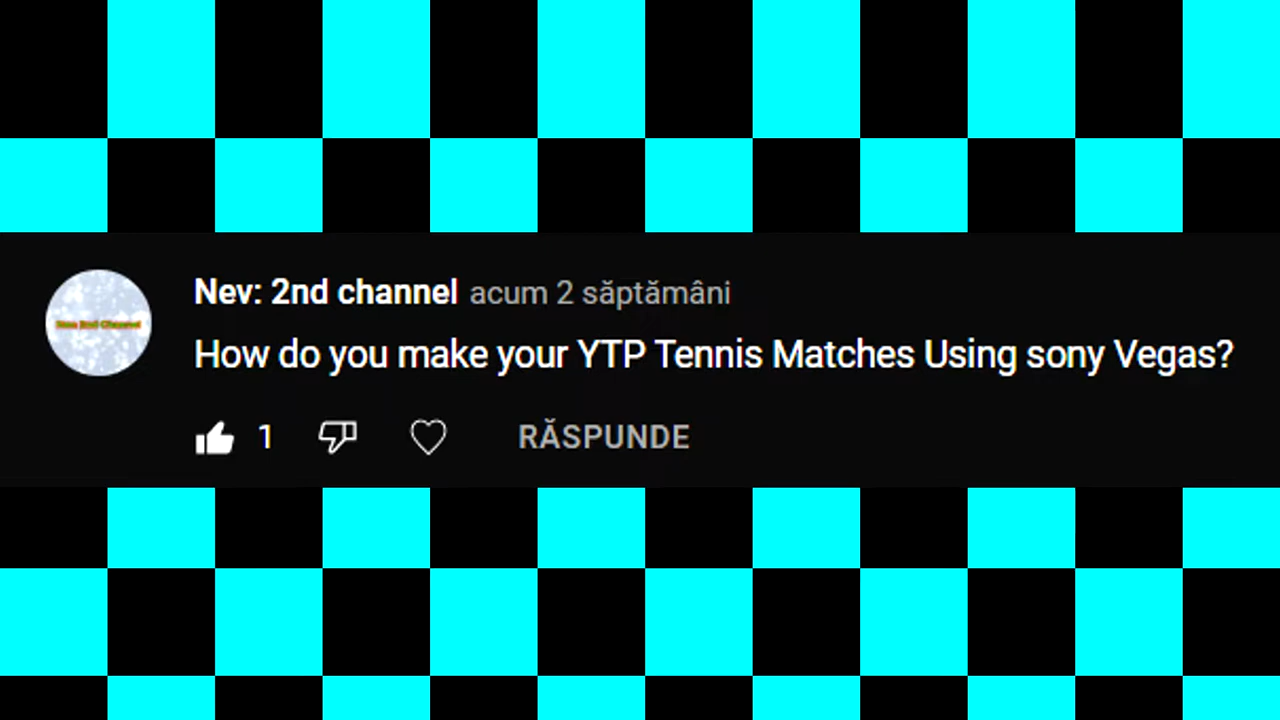 Nev: 2nd channel acum 2 săptămâni
How do you make your YTP Tennis Matches Using sony Vegas?
1 RĂSPUNDE